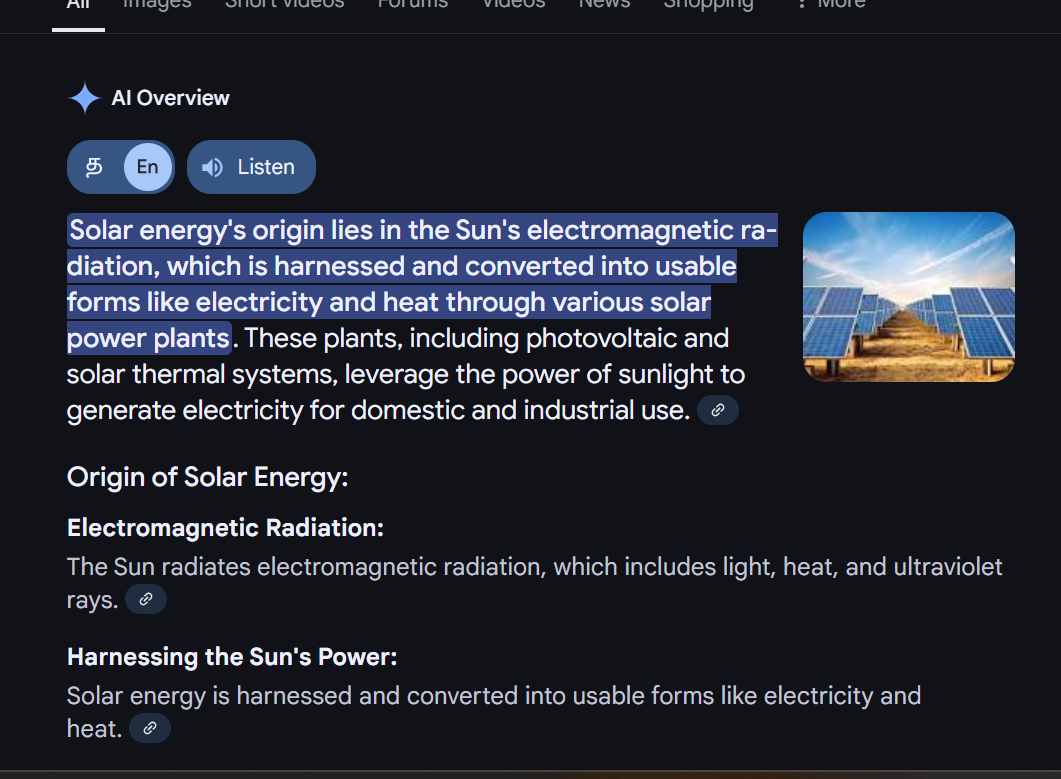 All Images Short videos Forums Videos News Shopping More
AI Overview
த En Listen
Solar energy's origin lies in the Sun's electromagnetic ra-
diation, which is harnessed and converted into usable
forms like electricity and heat through various solar
power plants. These plants, including photovoltaic and
solar thermal systems, leverage the power of sunlight to
generate electricity for domestic and industrial use.
Origin of Solar Energy:
Electromagnetic Radiation:
The Sun radiates electromagnetic radiation, which includes light, heat, and ultraviolet
rays.
Harnessing the Sun's Power:
Solar energy is harnessed and converted into usable forms like electricity and
heat.